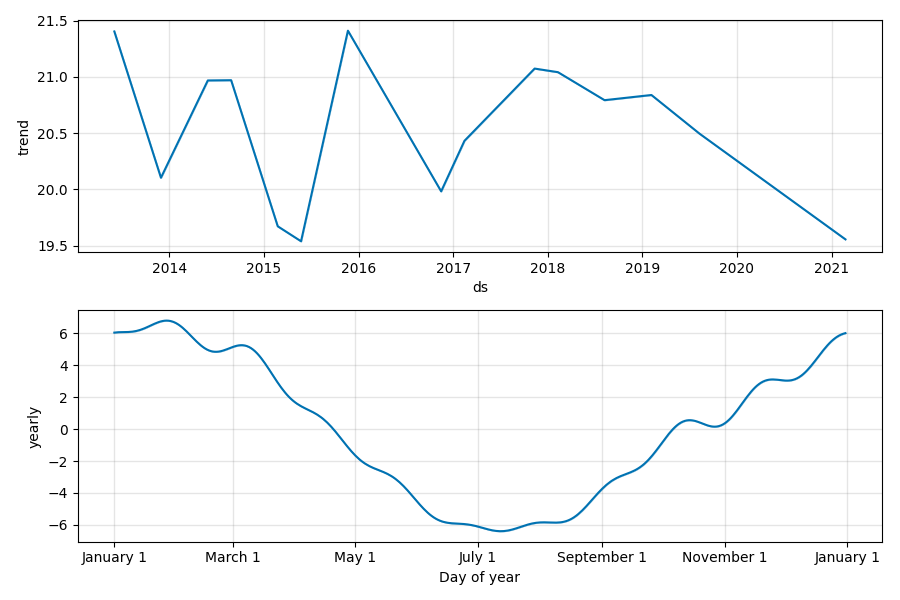 21.5
21.0
20.5
20.0
19.5
trend
2014 2015 2016 2017 2018 2019 2020 2021
ds
6
4
2
0
−2
−4
−6
yearly
January 1 March 1 May 1 July 1 September 1 November 1 January 1
Day of year